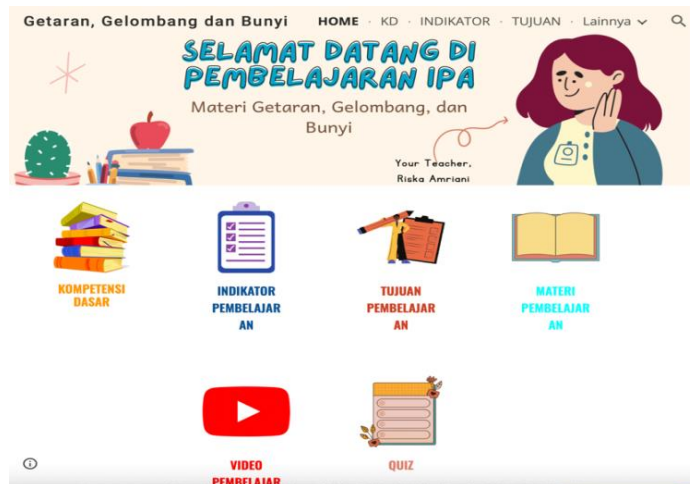 Getaran, Gelombang dan Bunyi HOME · KD · INDIKATOR · TUJUAN · Lainnya
SELAMAT DATANG DI
PEMBELAJARAN IPA
Materi Getaran, Gelombang, dan
Bunyi
Your Teacher,
Riska Amriani
KOMPETENSI
DASAR
INDIKATOR
PEMBELAJAR
AN
TUJUAN
PEMBELAJAR
AN
MATERI
PEMBELAJAR
AN
VIDEO
PEMBELAJAR
QUIZ